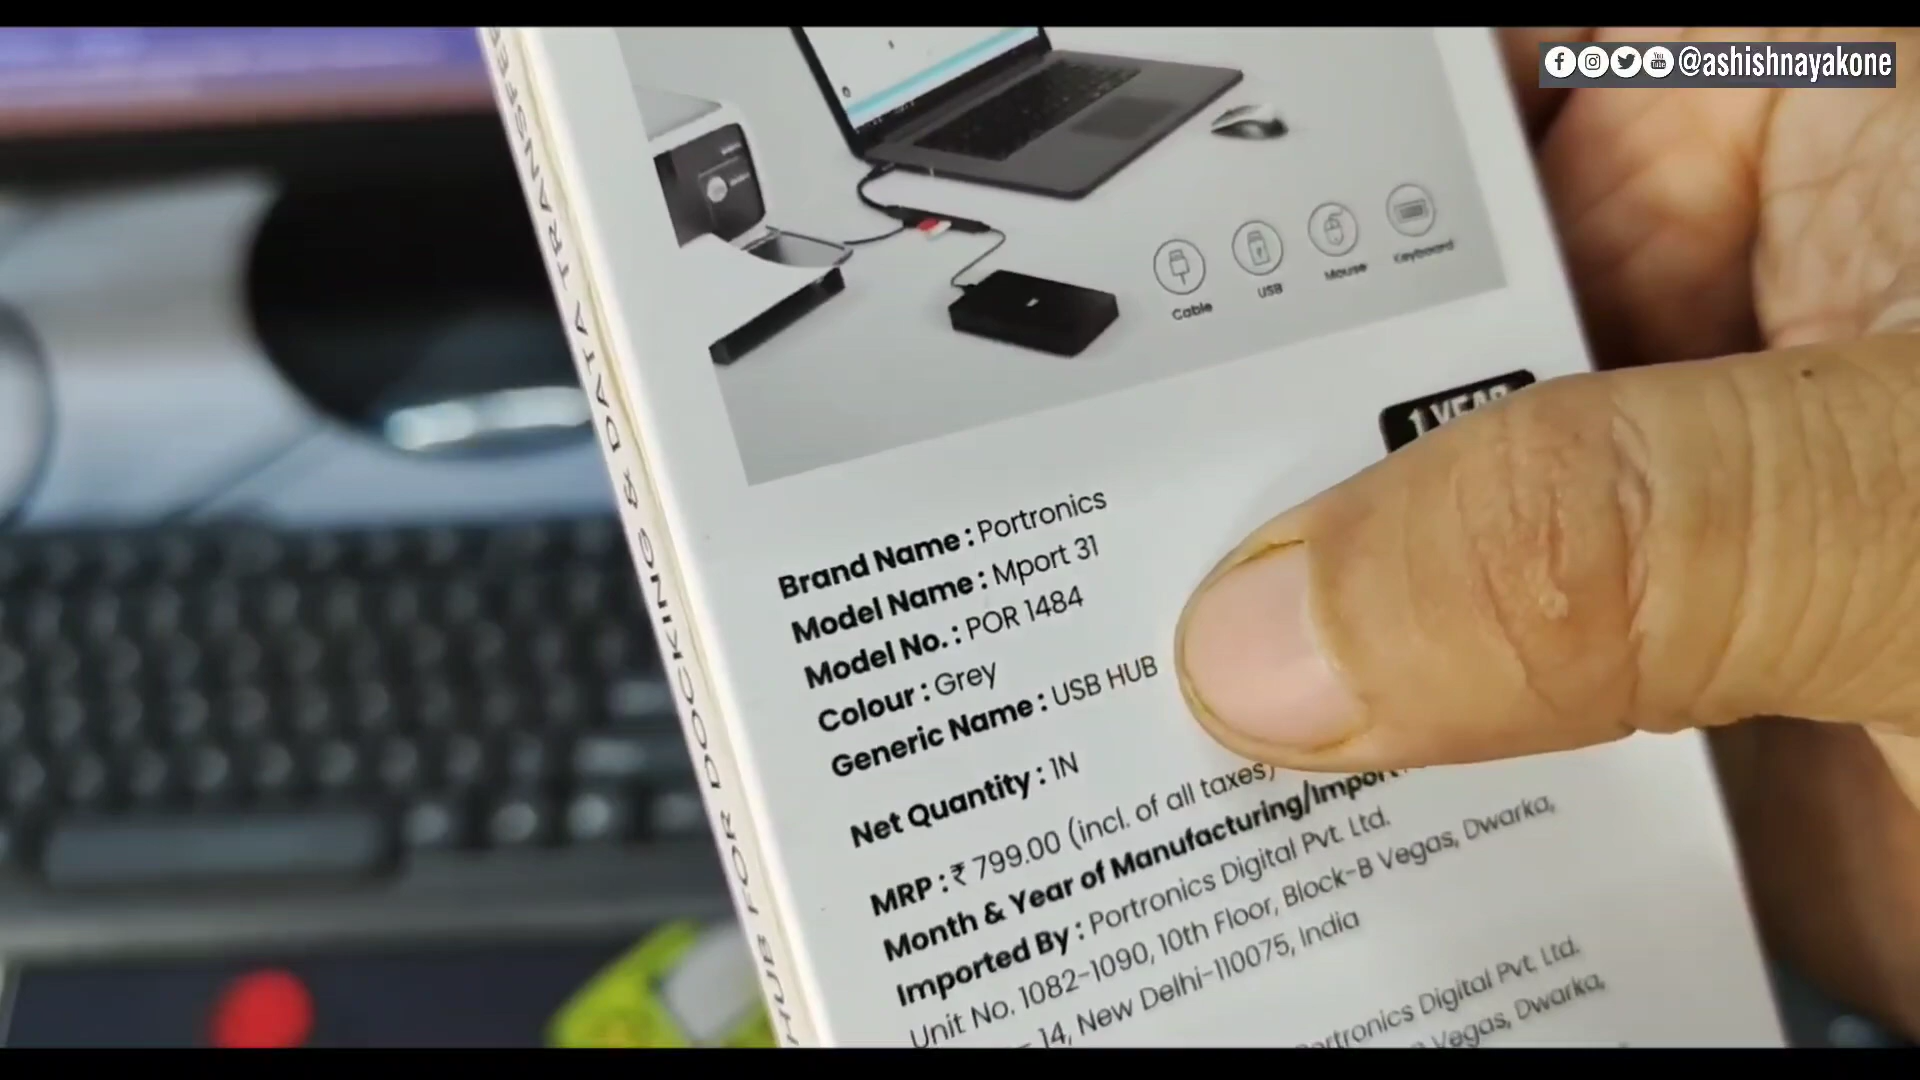 @ashishnayakone
Cable
USB
Mouse
Keyboard
1 YEAR
Brand Name : Portronics
Model Name : Mport 31
Model No. : POR 1484
Colour : Grey
Generic Name : USB HUB
Net Quantity : 1N
MRP : ₹ 799.00 (incl. of all taxes)
Month & Year of Manufacturing/Import
Imported By : Portronics Digital Pvt. Ltd.
Unit No. 1082-1090, 10th Floor, Block-B Vegas, Dwarka,
14, New Delhi-110075, India
Portronics Digital Pvt. Ltd.
Vegas, Dwarka,
HUB FOR DOCKING & DATA TRANSFER